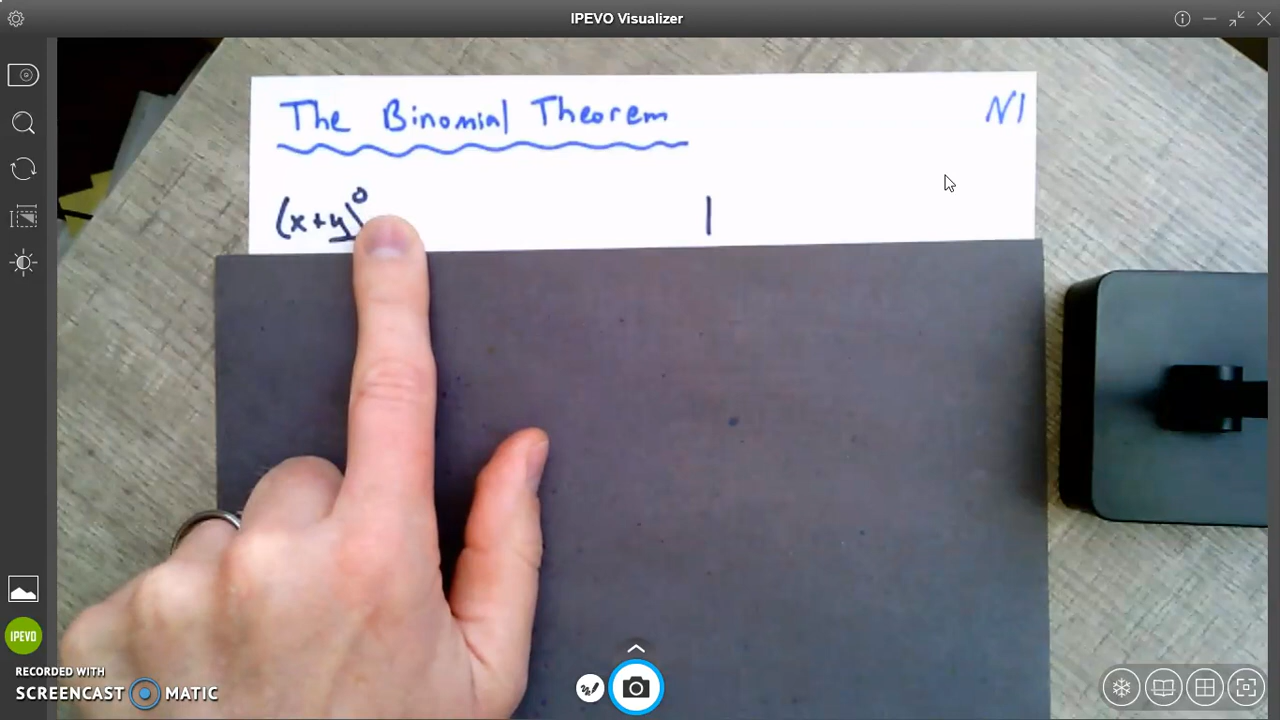 IPEVO Visualizer
The Binomial Theorem
N1
(x+y)⁰ 1
IPEVO
RECORDED WITH
SCREENCAST MATIC